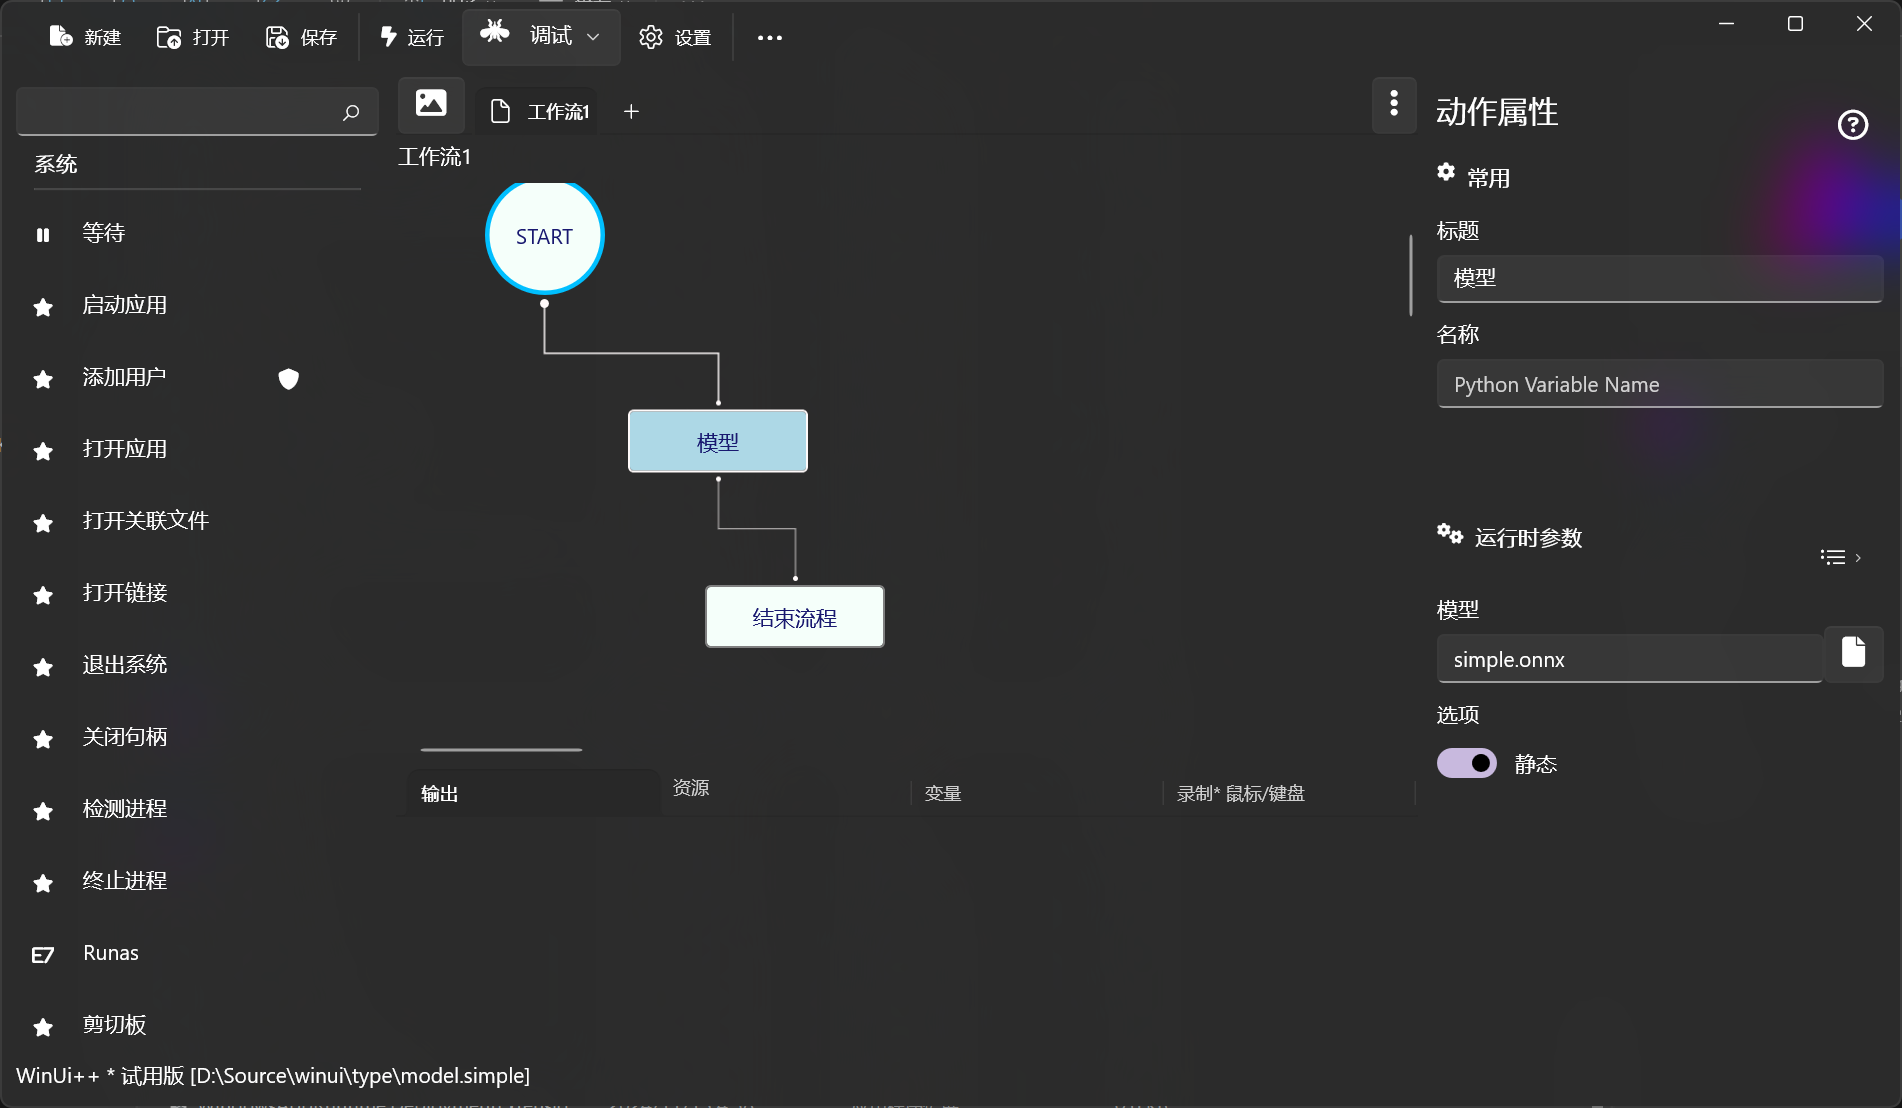 新建 打开 保存 运行 调试 设置
工作流1
动作属性
系统
工作流1
常用
START
标题
等待
模型
启动应用
名称
Python Variable Name
添加用户
模型
打开应用
打开关联文件
运行时参数
打开链接
模型
结束流程
simple.onnx
退出系统
选项
关闭句柄
静态
输出 资源 变量 录制* 鼠标/键盘
检测进程
终止进程
E7 Runas
剪切板
WinUi++ * 试用版 [D:\Source\winui\type\model.simple]